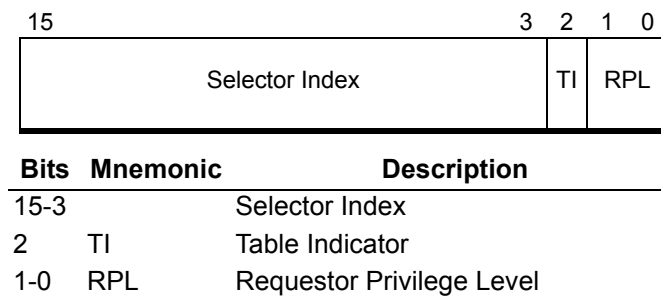 15 3 2 1 0
Selector Index TI RPL
Bits Mnemonic Description
15-3 Selector Index
2 TI Table Indicator
1-0 RPL Requestor Privilege Level